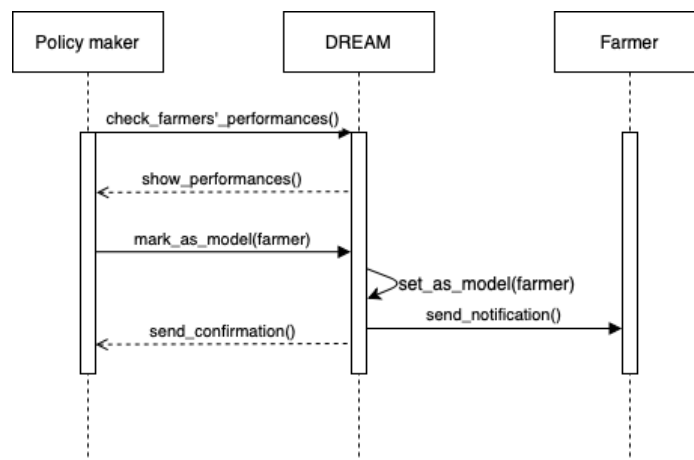 Policy maker
DREAM
Farmer
check_farmers'_performances()
show_performances()
mark_as_model(farmer)
set_as_model(farmer)
send_notification()
send_confirmation()